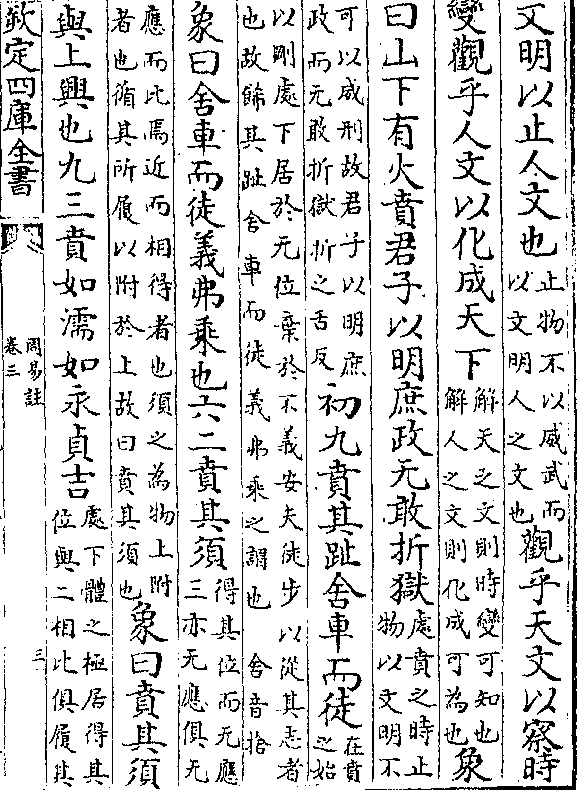 文明以止人文也止物不以威武而以文明人之文也觀乎天文以察時
變觀乎人文以化成天下解天之文則時變可知也解人之文則化成可為也象
曰山下有火賁君子以明庶政无敢折獄處賁之時止物以文明不
可以威刑故君子以明庶政而无敢折獄折之舌反初九賁其趾舍車而徒在賁之始
以剛處下居於无位棄於不義安夫徒步以從其志者也故飾其趾舍車而徒義弗乘之謂也舍音捨
象曰舍車而徒義弗乘也六二賁其須得其位而无應三亦无應俱无
應而比焉近而相得者也須之為物上附者也循其所履以附於上故曰賁其須也象曰賁其須
與上興也九三賁如濡如永貞吉處下體之極居得其位與二相比俱履其
欽定四庫全書
周易註
卷三
三